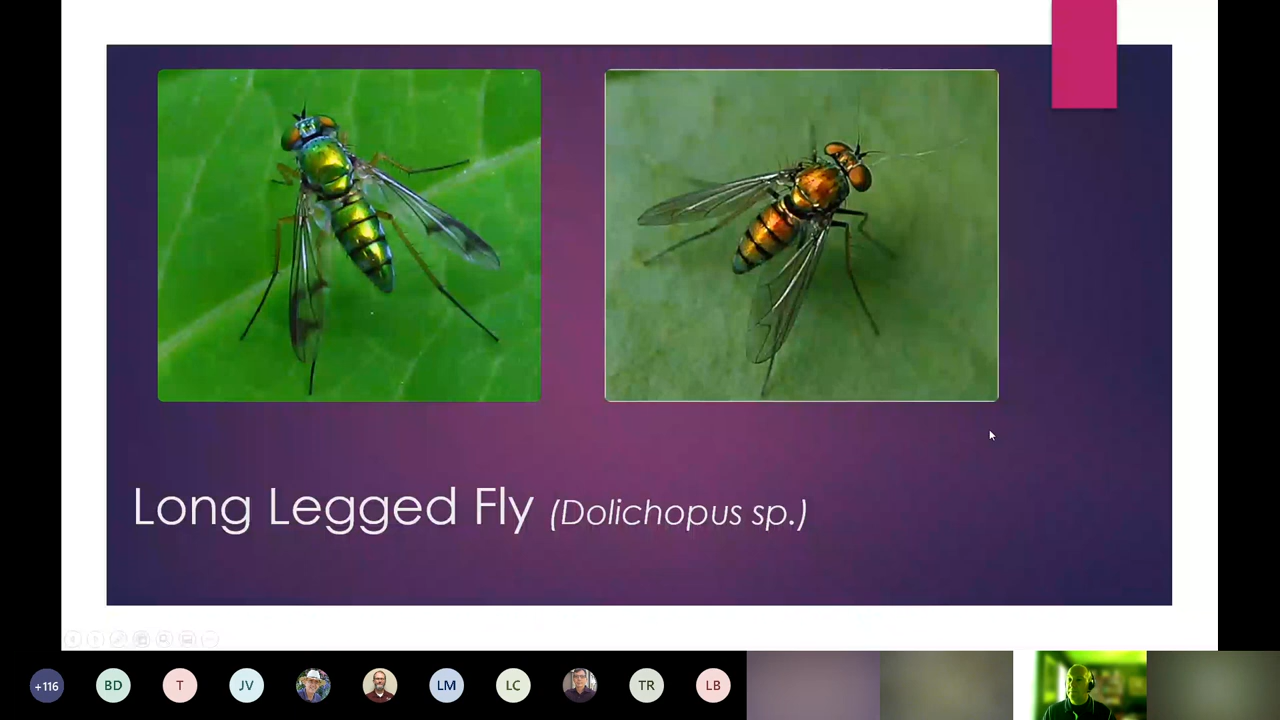 Long Legged Fly (Dolichopus sp.)
+116 BD T JV LM LC TR LB